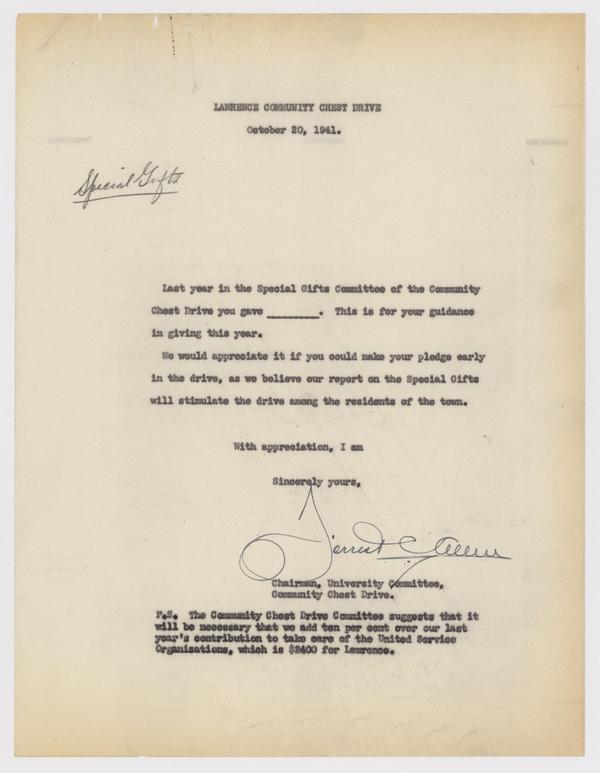 LAWRENCE COMMUNITY CHEST DRIVE
October 20, 1941.
Special Gifts
Last year in the Special Gifts Committee of the Community
Chest Drive you gave ________. This is for your guidance
in giving this year.
We would appreciate it if you could make your pledge early
in the drive, as we believe our report on the Special Gifts
will stimulate the drive among the residents of the town.
With appreciation, I am
Sincerely yours,
Forrest C. Allen
Chairman, University Committee,
Community Chest Drive.
P.S. The Community Chest Drive Committee suggests that it
will be necessary that we add ten per cent over our last
year's contribution to take care of the United Service
Organizations, which is $2400 for Lawrence.